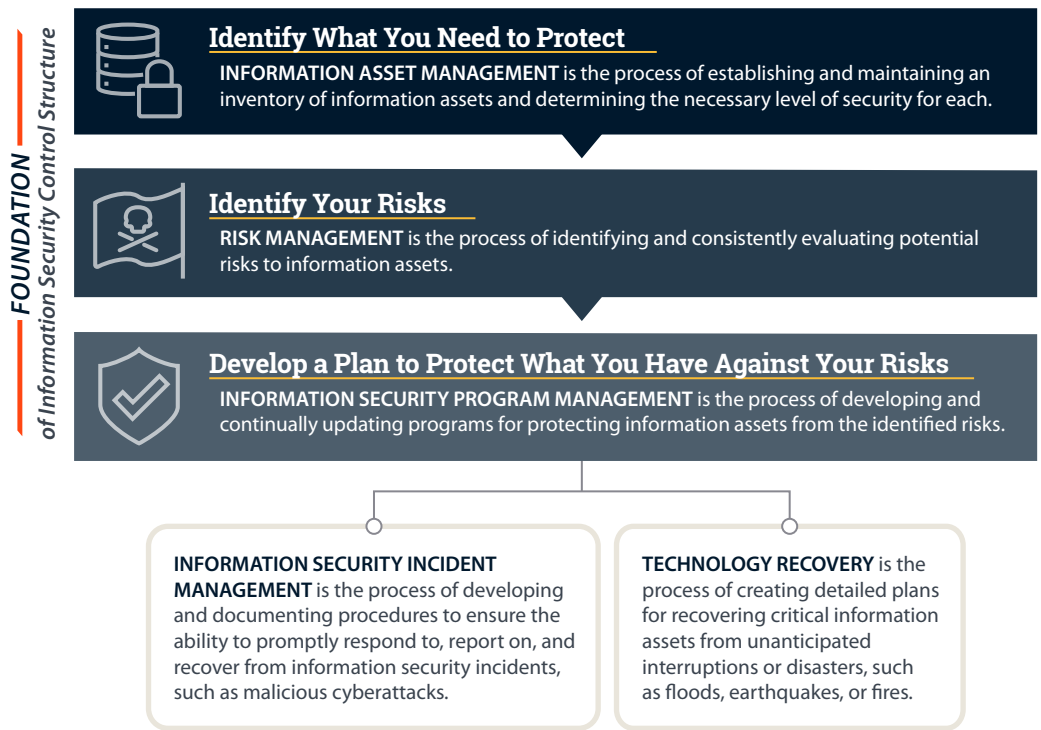 FOUNDATION
of Information Security Control Structure
Identify What You Need to Protect
INFORMATION ASSET MANAGEMENT is the process of establishing and maintaining an
inventory of information assets and determining the necessary level of security for each.
Identify Your Risks
RISK MANAGEMENT is the process of identifying and consistently evaluating potential
risks to information assets.
Develop a Plan to Protect What You Have Against Your Risks
INFORMATION SECURITY PROGRAM MANAGEMENT is the process of developing and
continually updating programs for protecting information assets from the identified risks.
INFORMATION SECURITY INCIDENT
MANAGEMENT is the process of developing
and documenting procedures to ensure the
ability to promptly respond to, report on, and
recover from information security incidents,
such as malicious cyberattacks.
TECHNOLOGY RECOVERY is the
process of creating detailed plans
for recovering critical information
assets from unanticipated
interruptions or disasters, such
as floods, earthquakes, or fires.